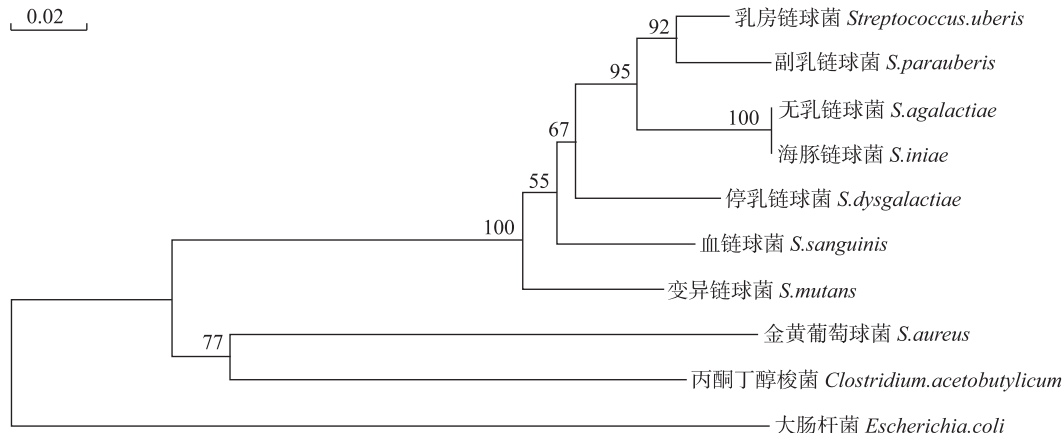 0.02
92
乳房链球菌 Streptococcus.uberis
副乳链球菌 S.parauberis
95
100
无乳链球菌 S.agalactiae
海豚链球菌 S.iniae
67
停乳链球菌 S.dysgalactiae
55
血链球菌 S.sanguinis
100
变异链球菌 S.mutans
77
金黄葡萄球菌 S.aureus
丙酮丁醇梭菌 Clostridium.acetobutylicum
大肠杆菌 Escherichia.coli